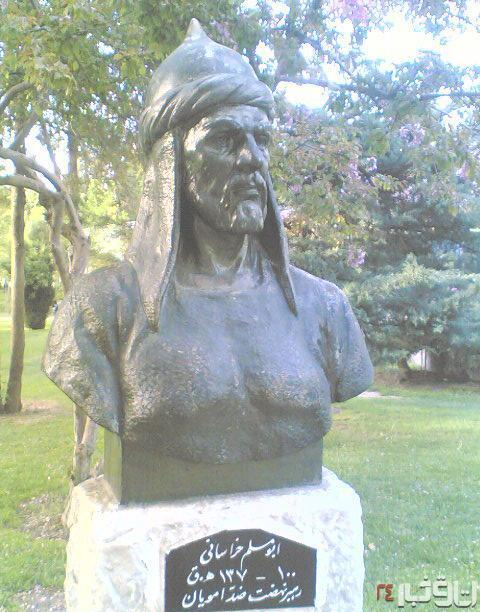 ابومسلم خراسانی
۱۰۰ - ۱۳۷ ه.ق
رهبر نهضت ضدّ امویان